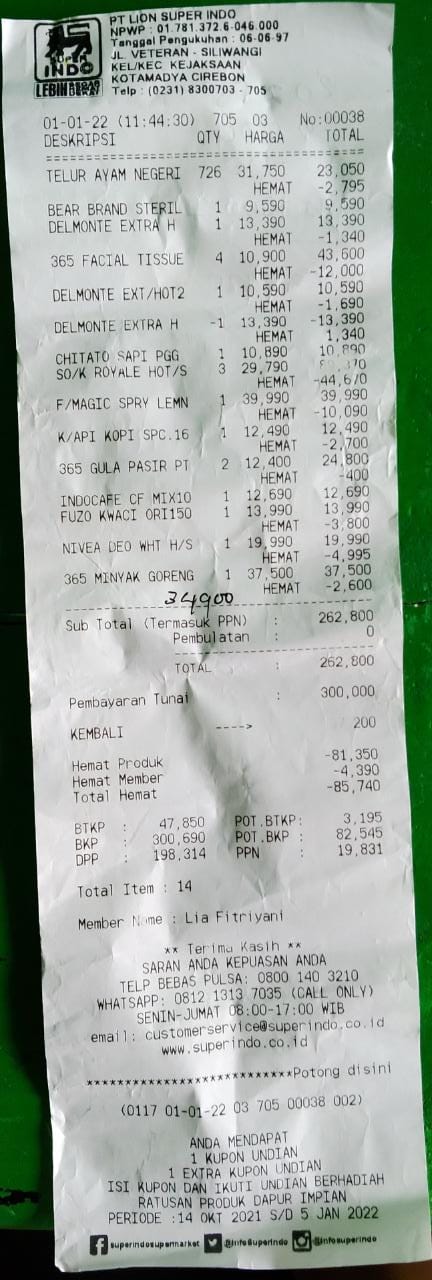 SUPER
INDO
LEBIH SEGAR
LEBIH HEMAT
PT LION SUPER INDO
NPWP : 01.781.372.6-046.000
Tanggal Pengukuhan : 06-06-97
JL VETERAN - SILIWANGI
KEL/KEC KEJAKSAAN
KOTAMADYA CIREBON
Telp : (0231) 8300703 - 705
01-01-22 (11:44:30) 705 03 No:00038
DESKRIPSI QTY HARGA TOTAL
TELUR AYAM NEGERI 726 31,750 23,050
HEMAT -2,795
BEAR BRAND STERIL 1 9,590 9,590
DELMONTE EXTRA H 1 13,390 13,390
HEMAT -1,340
365 FACIAL TISSUE 4 10,900 43,600
HEMAT -12,000
DELMONTE EXT/HOT2 1 10,590 10,590
HEMAT -1,690
DELMONTE EXTRA H -1 13,390 -13,390
HEMAT 1,340
CHITATO SAPI PGG 1 10,890 10,890
SO/K ROYALE HOT/S 3 29,790
HEMAT -44,670
F/MAGIC SPRY LEMN 1 39,990 39,990
HEMAT -10,090
K/API KOPI SPC.16 1 12,490 12,490
HEMAT -2,700
365 GULA PASIR PT 2 12,400 24,800
HEMAT -400
INDOCAFE CF MIX10 1 12,690 12,690
FUZO KWACI ORI150 1 13,990 13,990
HEMAT -3,800
NIVEA DEO WHT H/S 1 19,990 19,990
HEMAT -4,995
365 MINYAK GORENG 1 37,500 37,500
HEMAT -2,600
34900
Sub Total (Termasuk PPN) : 262,800
Pembulatan : 0
TOTAL : 262,800
Pembayaran Tunai : 300,000
KEMBALI ----> 200
Hemat Produk -81,350
Hemat Member -4,390
Total Hemat -85,740
BTKP : 47,850 POT.BTKP: 3,195
BKP : 300,690 POT.BKP : 82,545
DPP : 198,314 PPN : 19,831
Total Item : 14
Member Name : Lia Fitriyani
** Terima Kasih **
SARAN ANDA KEPUASAN ANDA
TELP BEBAS PULSA: 0800 140 3210
WHATSAPP: 0812 1313 7035 (CALL ONLY)
SENIN-JUMAT 08:00-17:00 WIB
email: customerservice@superindo.co.id
www.superindo.co.id
***************************Potong disini
(0117 01-01-22 03 705 00038 002)
ANDA MENDAPAT
1 KUPON UNDIAN
1 EXTRA KUPON UNDIAN
ISI KUPON DAN IKUTI UNDIAN BERHADIAH
RATUSAN PRODUK DAPUR IMPIAN
PERIODE :14 OKT 2021 S/D 5 JAN 2022
superindosupermarket @infoSuperindo @infosuperindo